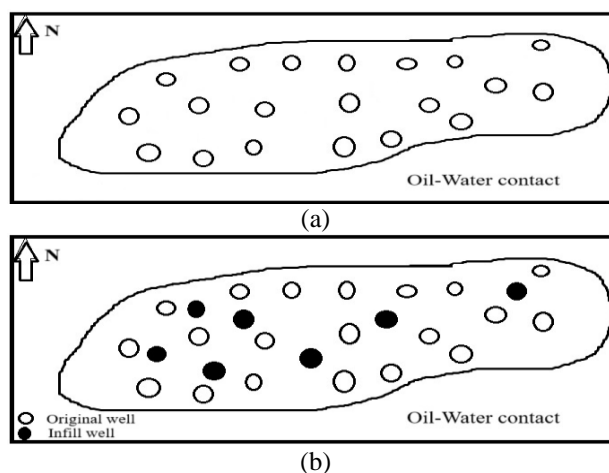 N
Oil-Water contact
(a)
N
Original well
Infill well
Oil-Water contact
(b)